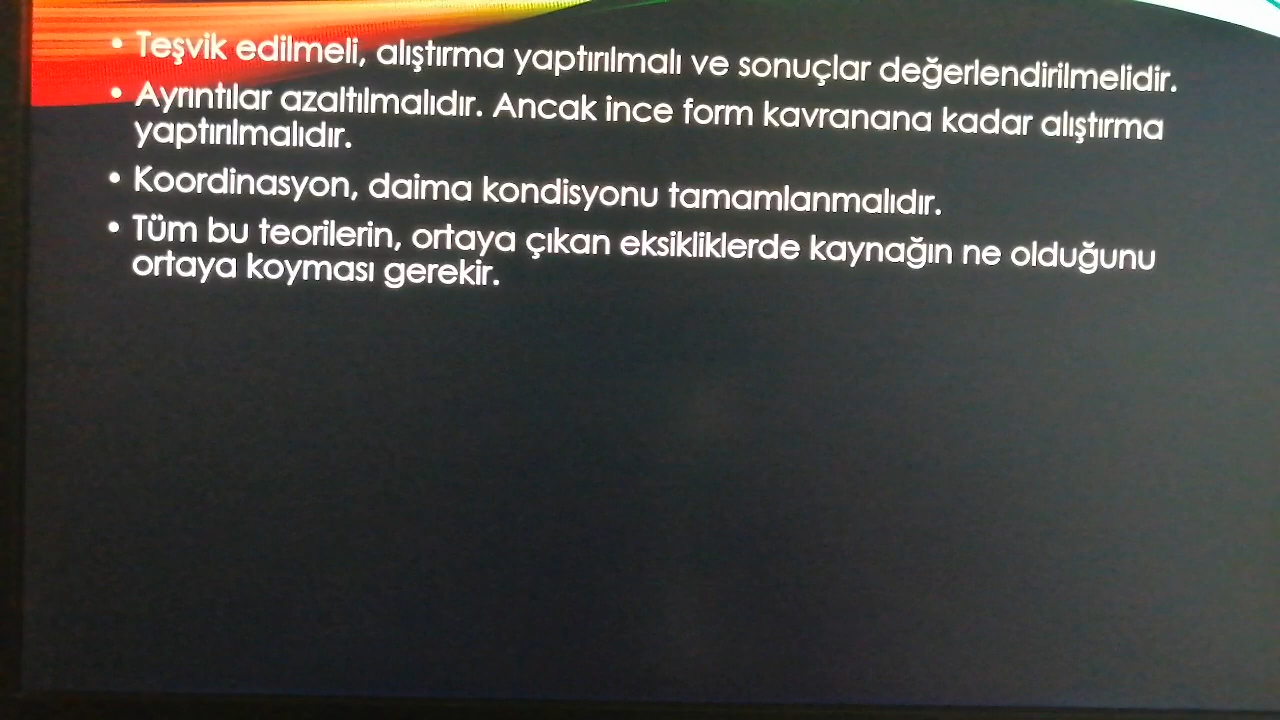 • Teşvik edilmeli, alıştırma yaptırılmalı ve sonuçlar değerlendirilmelidir.
• Ayrıntılar azaltılmalıdır. Ancak ince form kavranana kadar alıştırma
yaptırılmalıdır.
• Koordinasyon, daima kondisyonu tamamlanmalıdır.
• Tüm bu teorilerin, ortaya çıkan eksikliklerde kaynağın ne olduğunu
ortaya koyması gerekir.